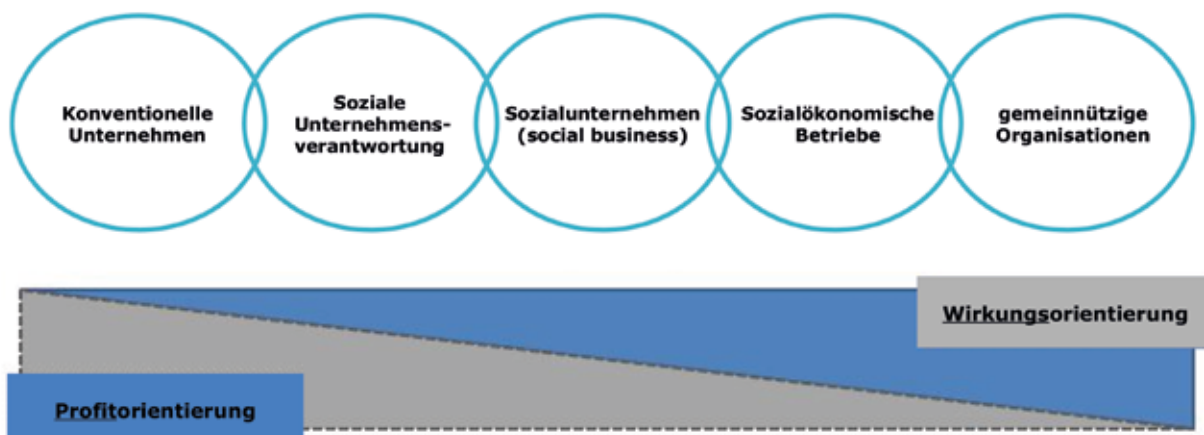 Konventionelle
Unternehmen
Soziale
Unternehmens-
verantwortung
Sozialunternehmen
(social business)
Sozialökonomische
Betriebe
gemeinnützige
Organisationen
Wirkungsorientierung
Profitorientierung